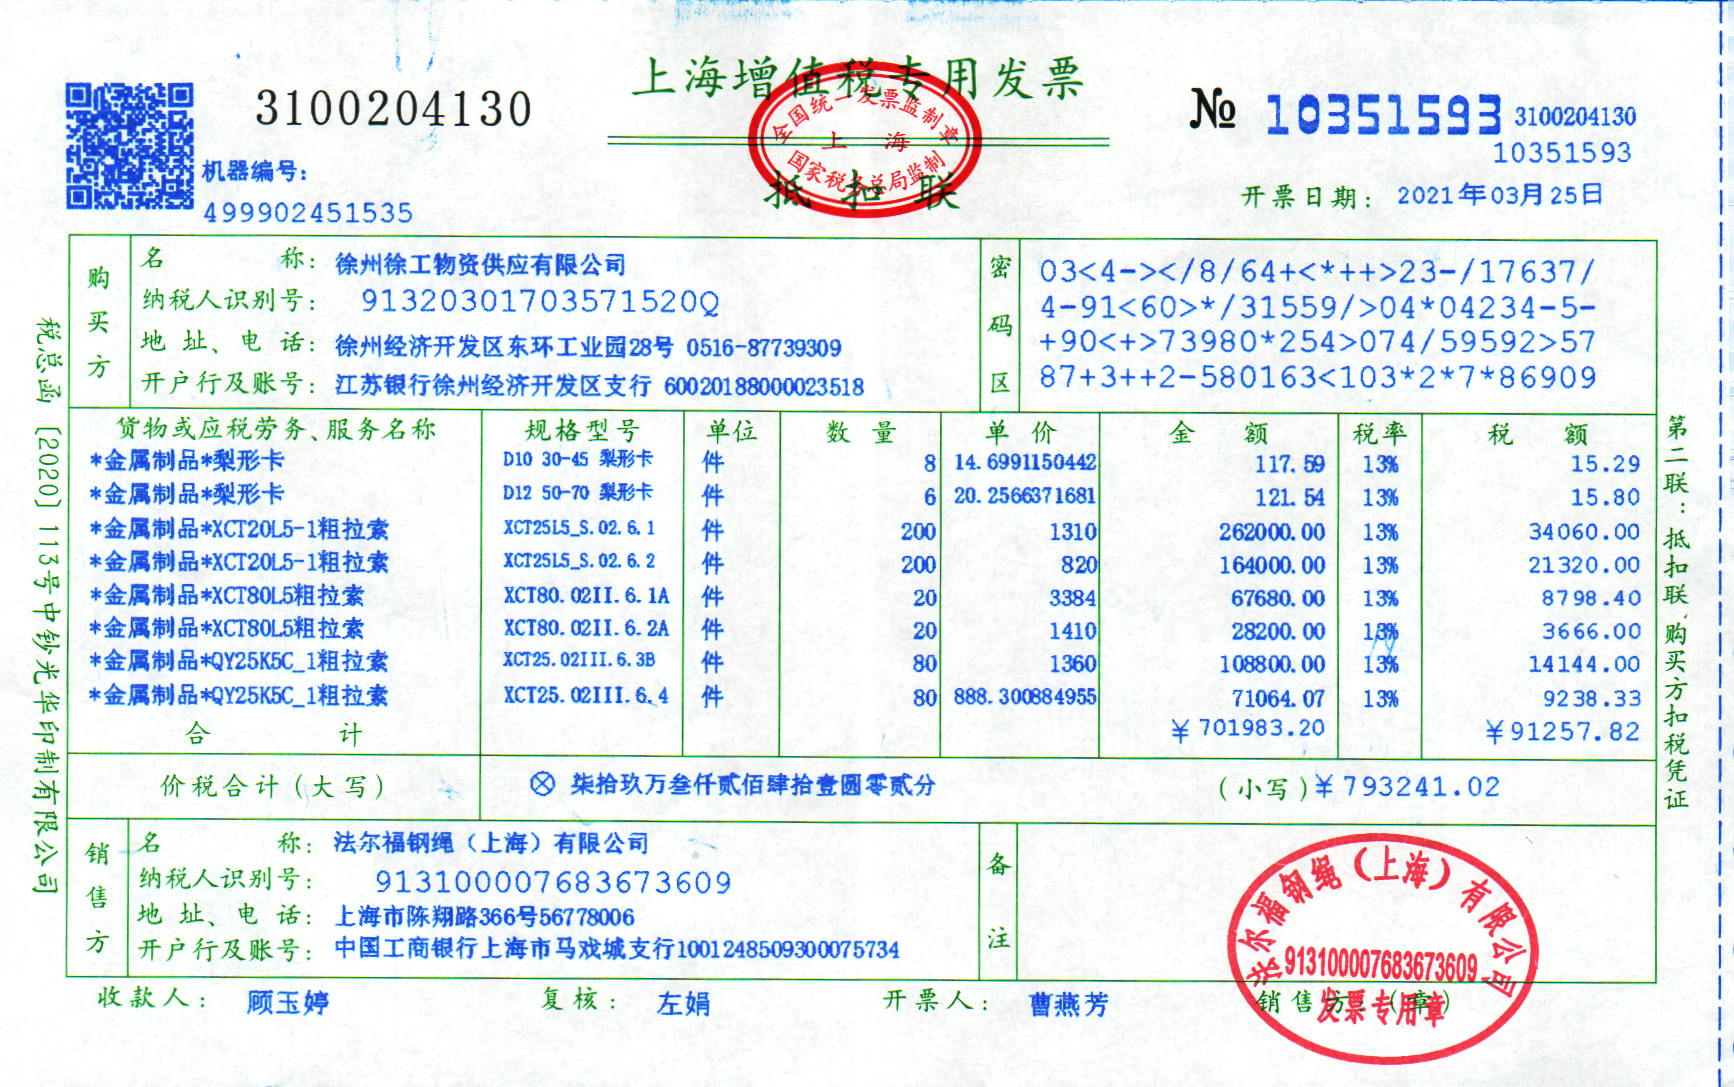 上海增值税专用发票
全国统一发票监制章
上海
国家税务总局监制
抵扣联
3100204130
机器编号:
499902451535
№ 10351593 3100204130
10351593
开票日期: 2021年03月25日
购买方
名 称: 徐州徐工物资供应有限公司
纳税人识别号: 91320301703571520Q
地 址、电 话: 徐州经济开发区东环工业园28号 0516-87739309
开户行及账号: 江苏银行徐州经济开发区支行 60020188000023518
密码区
03<4-></8/64+<*++>23-/17637/
4-91<60>*/31559/>04*04234-5-
+90<+>73980*254>074/59592>57
87+3++2-580163<103*2*7*86909
货物或应税劳务、服务名称 规格型号 单位 数 量 单 价 金 额 税率 税 额
*金属制品*梨形卡 D10 30-45 梨形卡 件 8 14.6991150442 117.59 13% 15.29
*金属制品*梨形卡 D12 50-70 梨形卡 件 6 20.2566371681 121.54 13% 15.80
*金属制品*XCT20L5-1粗拉索 XCT25L5_S.02.6.1 件 200 1310 262000.00 13% 34060.00
*金属制品*XCT20L5-1粗拉索 XCT25L5_S.02.6.2 件 200 820 164000.00 13% 21320.00
*金属制品*XCT80L5粗拉索 XCT80.02II.6.1A 件 20 3384 67680.00 13% 8798.40
*金属制品*XCT80L5粗拉索 XCT80.02II.6.2A 件 20 1410 28200.00 13% 3666.00
*金属制品*QY25K5C_1粗拉索 XCT25.02III.6.3B 件 80 1360 108800.00 13% 14144.00
*金属制品*QY25K5C_1粗拉索 XCT25.02III.6.4 件 80 888.300884955 71064.07 13% 9238.33
合 计 ￥701983.20 ￥91257.82
价税合计(大写) ⊗ 柒拾玖万叁仟贰佰肆拾壹圆零贰分 (小写)￥793241.02
销售方
名 称: 法尔福钢绳（上海）有限公司
纳税人识别号: 913100007683673609
地 址、电 话: 上海市陈翔路366号56778006
开户行及账号: 中国工商银行上海市马戏城支行1001248509300075734
备注
法尔福钢绳(上海)有限公司
913100007683673609
发票专用章
收款人: 顾玉婷 复核: 左娟 开票人: 曹燕芳 销售方:(章)
税总函〔2020〕113号中钞光华印制有限公司
第二联:抵扣联 购买方扣税凭证